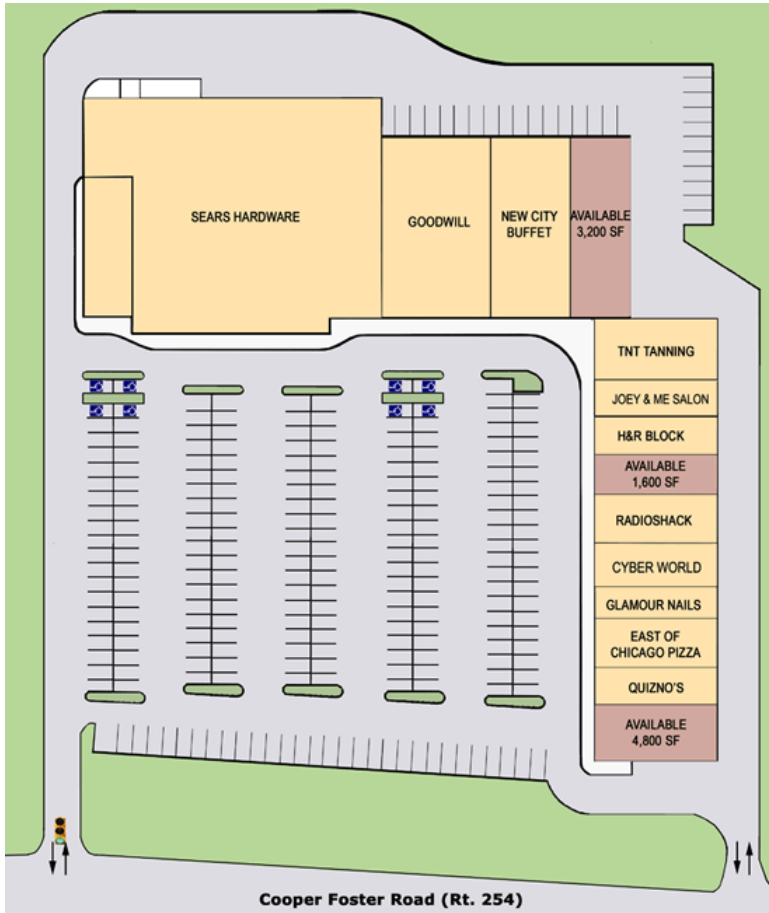 SEARS HARDWARE
GOODWILL
NEW CITY
BUFFET
AVAILABLE
3,200 SF
TNT TANNING
JOEY & ME SALON
H&R BLOCK
AVAILABLE
1,600 SF
RADIOSHACK
CYBER WORLD
GLAMOUR NAILS
EAST OF
CHICAGO PIZZA
QUIZNO'S
AVAILABLE
4,800 SF
Cooper Foster Road (Rt. 254)